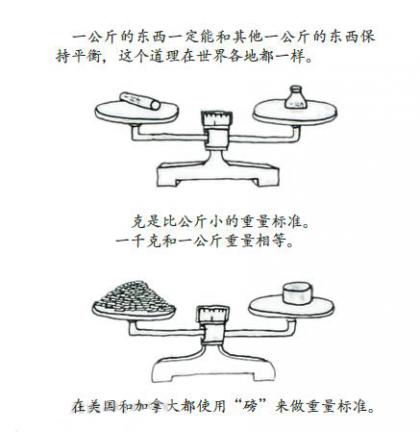 一公斤的东西一定能和其他一公斤的东西保
持平衡，这个道理在世界各地都一样。
克是比公斤小的重量标准。
一千克和一公斤重量相等。
在美国和加拿大都使用“磅”来做重量标准。